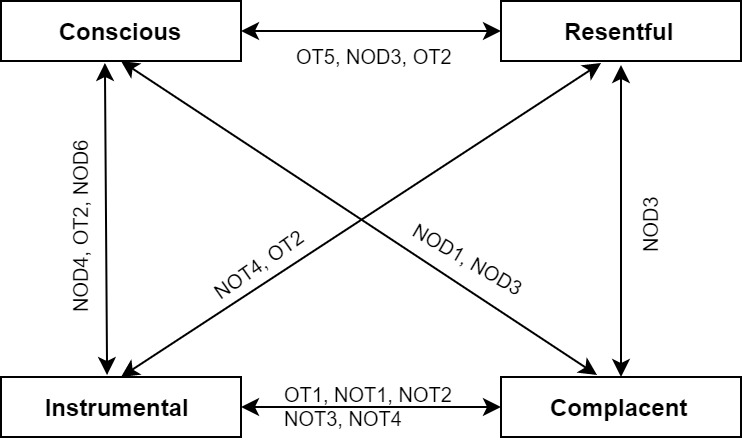 Conscious
Resentful
OT5, NOD3, OT2
NOD4, OT2, NOD6
NOT4, OT2
NOD1, NOD3
NOD3
Instrumental
OT1, NOT1, NOT2
NOT3, NOT4
Complacent